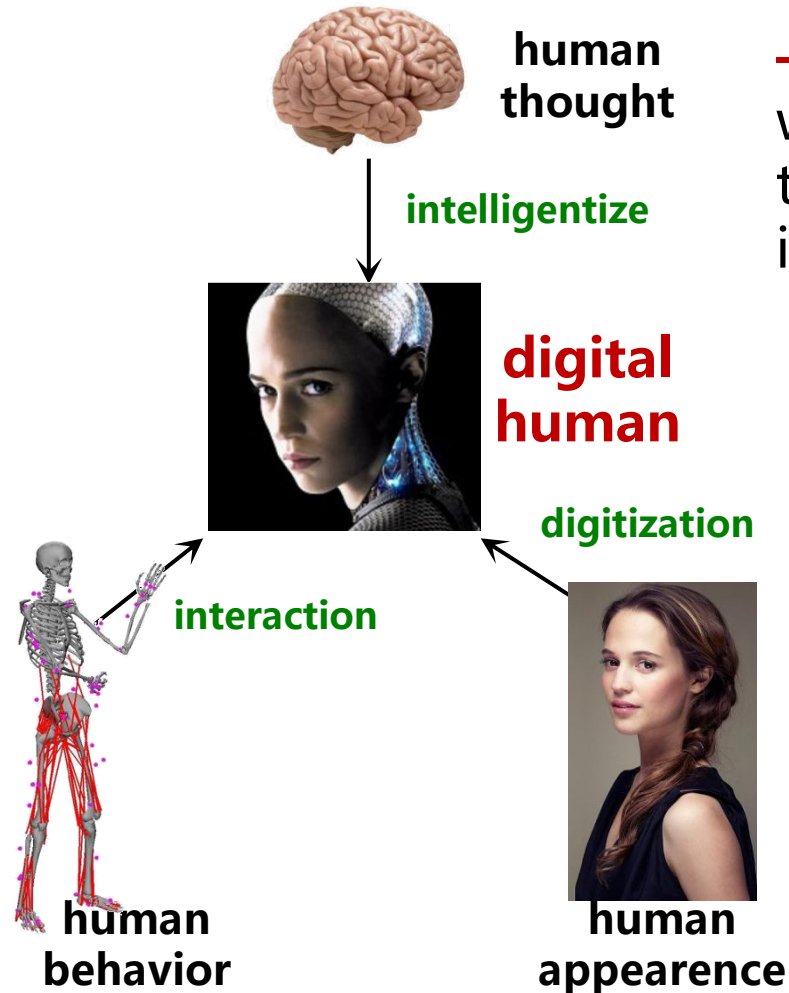 human
thought
intelligentize
digital
human
digitization
interaction
human
behavior
human
appearence